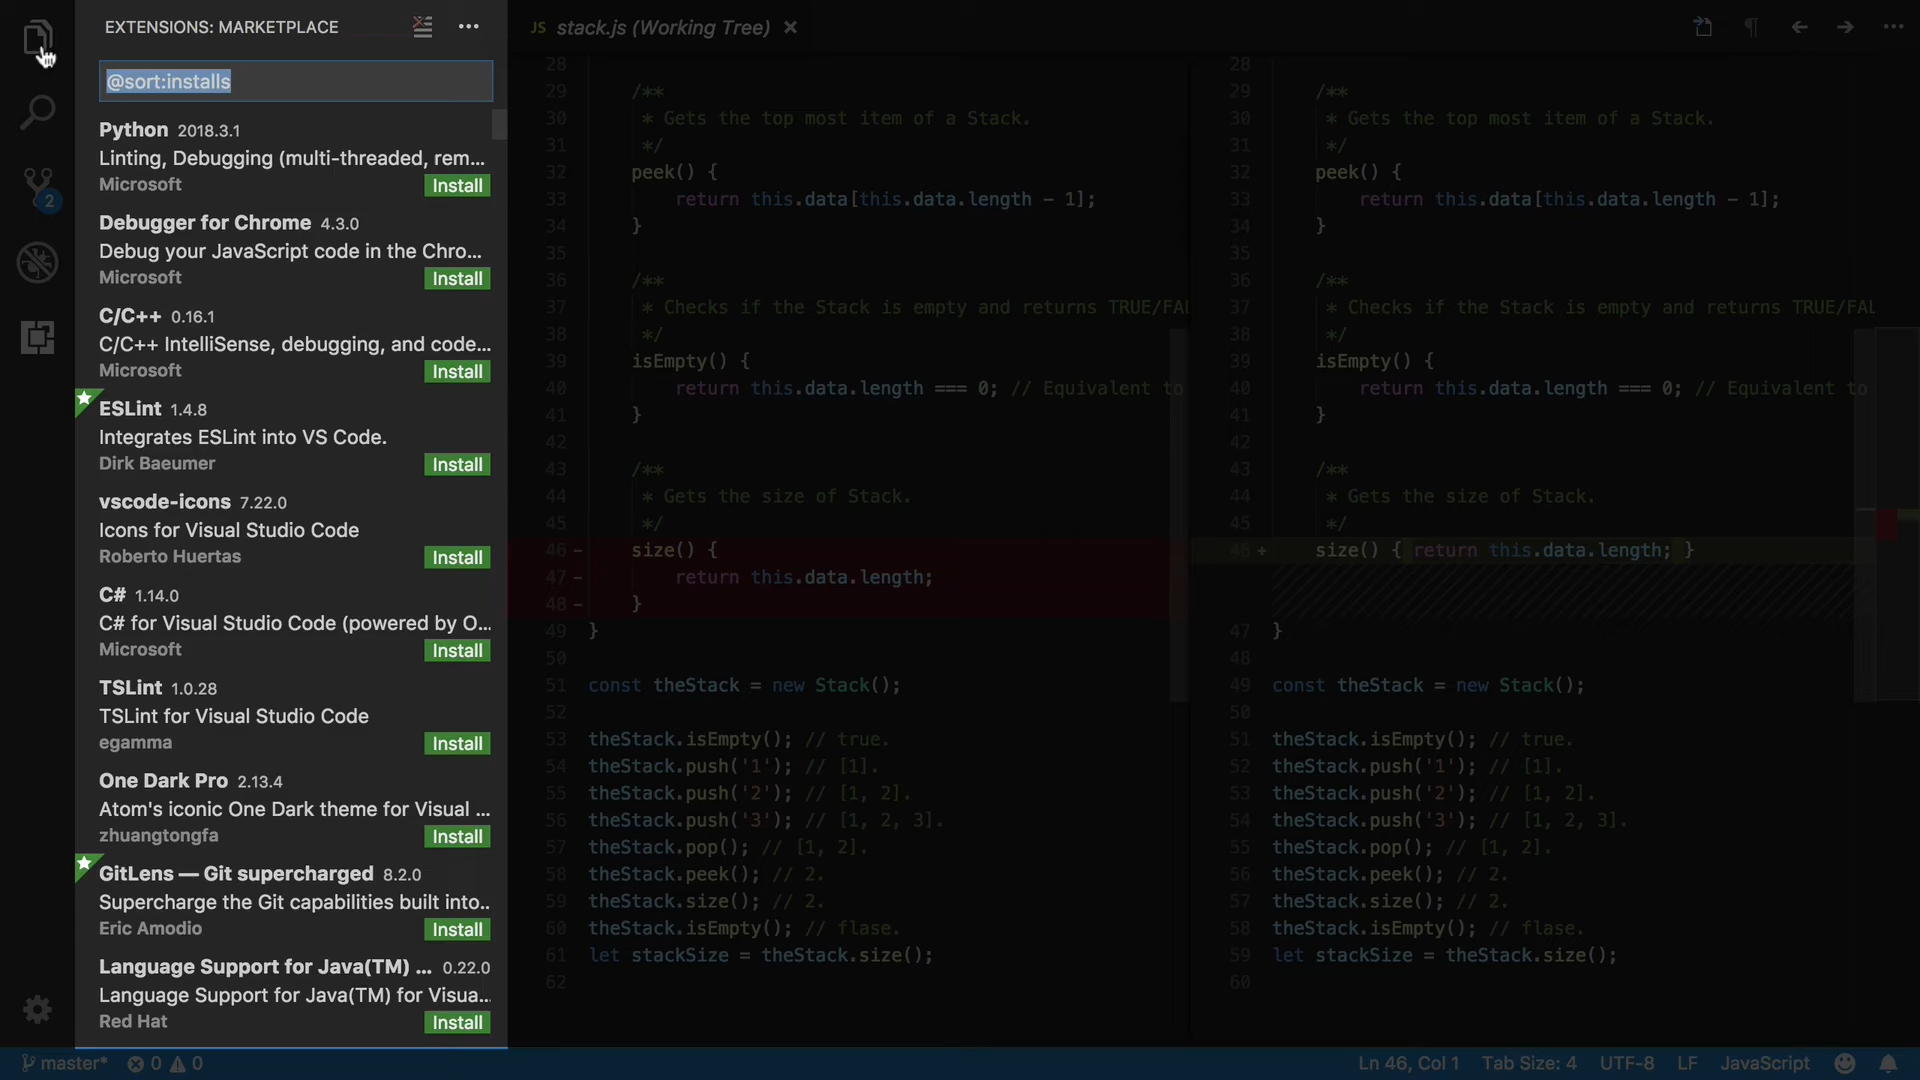 EXTENSIONS: MARKETPLACE
@sort:installs
Python 2018.3.1
Linting, Debugging (multi-threaded, rem...
Microsoft
Install
Debugger for Chrome 4.3.0
Debug your JavaScript code in the Chro...
Microsoft
Install
C/C++ 0.16.1
C/C++ IntelliSense, debugging, and code...
Microsoft
Install
ESLint 1.4.8
Integrates ESLint into VS Code.
Dirk Baeumer
Install
vscode-icons 7.22.0
Icons for Visual Studio Code
Roberto Huertas
Install
C# 1.14.0
C# for Visual Studio Code (powered by O...
Microsoft
Install
TSLint 1.0.28
TSLint for Visual Studio Code
egamma
Install
One Dark Pro 2.13.4
Atom's iconic One Dark theme for Visual ...
zhuangtongfa
Install
GitLens — Git supercharged 8.2.0
Supercharge the Git capabilities built into..
Eric Amodio
Install
Language Support for Java(TM) ... 0.22.0
Language Support for Java(TM) for Visua...
Red Hat
Install
2
JS stack.js (Working Tree)
28
29 /**
30 * Gets the top most item of a Stack.
31 */
32 peek() {
33 return this.data[this.data.length - 1];
34 }
35
36 /**
37 * Checks if the Stack is empty and returns TRUE/FAL
38 */
39 isEmpty() {
40 return this.data.length === 0; // Equivalent to
41 }
42
43 /**
44 * Gets the size of Stack.
45 */
46 - size() {
47 - return this.data.length;
48 - }
49 }
50
51 const theStack = new Stack();
52
53 theStack.isEmpty(); // true.
54 theStack.push('1'); // [1].
55 theStack.push('2'); // [1, 2].
56 theStack.push('3'); // [1, 2, 3].
57 theStack.pop(); // [1, 2].
58 theStack.peek(); // 2.
59 theStack.size(); // 2.
60 theStack.isEmpty(); // flase.
61 let stackSize = theStack.size();
62
28
29 /**
30 * Gets the top most item of a Stack.
31 */
32 peek() {
33 return this.data[this.data.length - 1];
34 }
35
36 /**
37 * Checks if the Stack is empty and returns TRUE/FAL
38 */
39 isEmpty() {
40 return this.data.length === 0; // Equivalent to
41 }
42
43 /**
44 * Gets the size of Stack.
45 */
46 + size() { return this.data.length; }
47 }
48
49 const theStack = new Stack();
50
51 theStack.isEmpty(); // true.
52 theStack.push('1'); // [1].
53 theStack.push('2'); // [1, 2].
54 theStack.push('3'); // [1, 2, 3].
55 theStack.pop(); // [1, 2].
56 theStack.peek(); // 2.
57 theStack.size(); // 2.
58 theStack.isEmpty(); // flase.
59 let stackSize = theStack.size();
60
master* 0 0 Ln 46, Col 1 Tab Size: 4 UTF-8 LF JavaScript